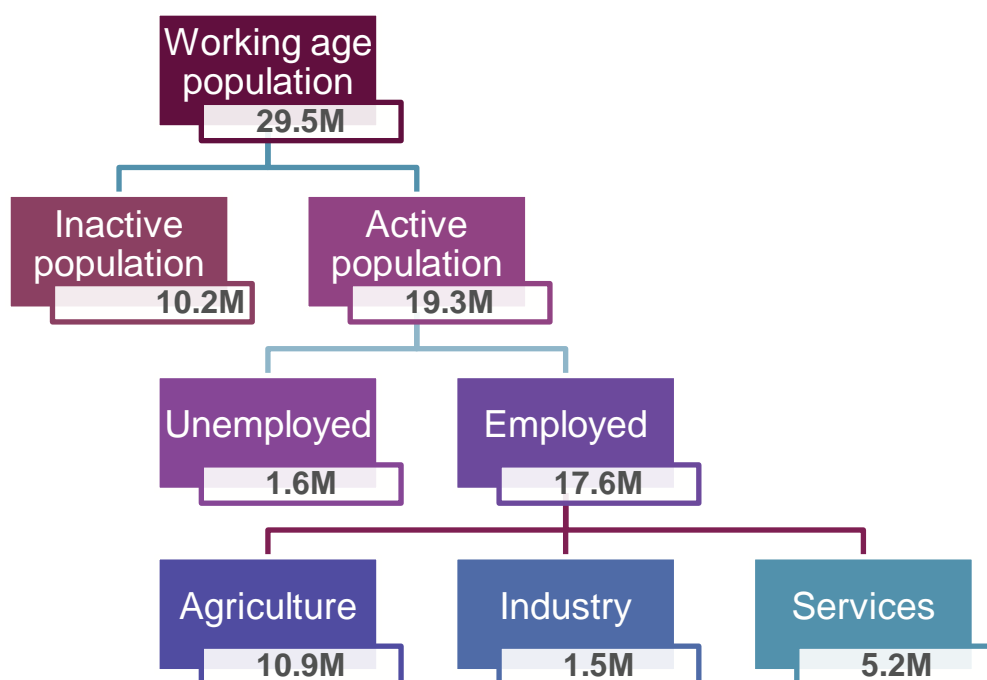 Working age
population
29.5M
Inactive
population
10.2M
Active
population
19.3M
Unemployed
1.6M
Employed
17.6M
Agriculture
10.9M
Industry
1.5M
Services
5.2M